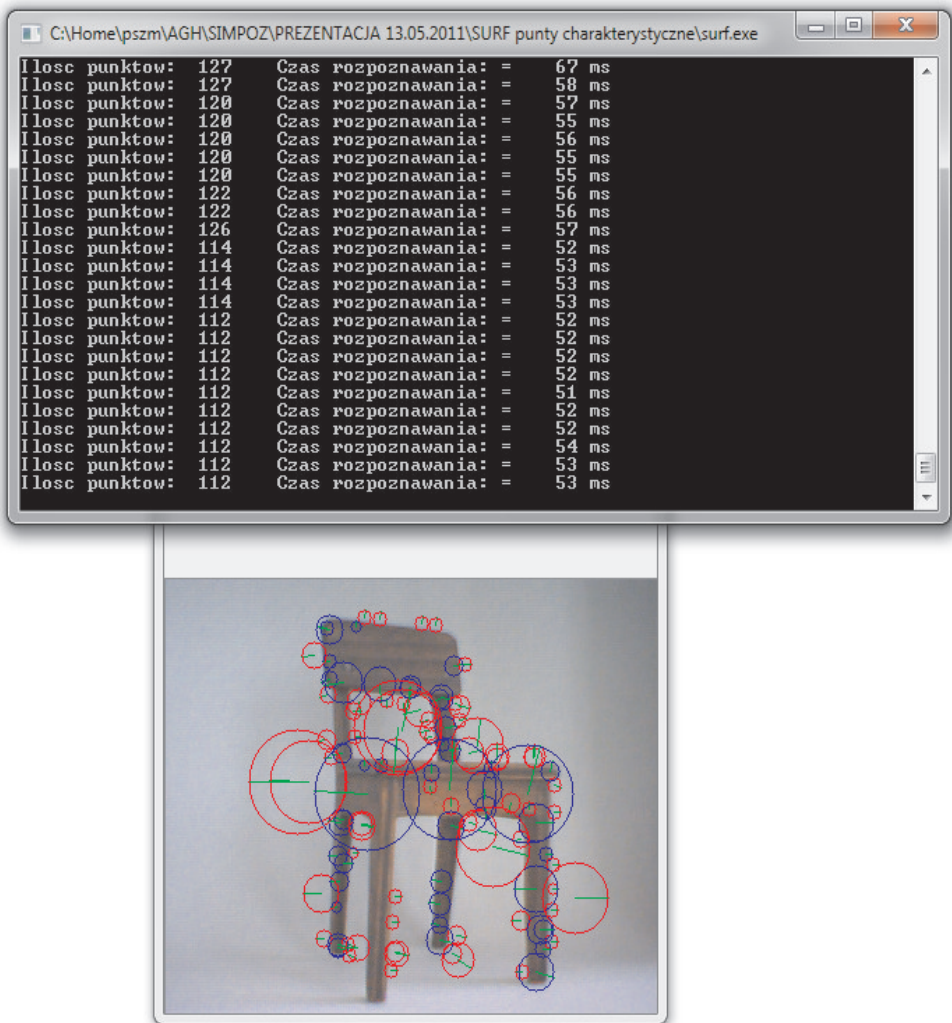 C:\Home\pszm\AGH\SIMPOZ\PREZENTACJA 13.05.2011\SURF punty charakterystyczne\surf.exe
Ilosc punktow: 127 Czas rozpoznawania: = 67 ms
Ilosc punktow: 127 Czas rozpoznawania: = 58 ms
Ilosc punktow: 120 Czas rozpoznawania: = 57 ms
Ilosc punktow: 120 Czas rozpoznawania: = 55 ms
Ilosc punktow: 120 Czas rozpoznawania: = 56 ms
Ilosc punktow: 120 Czas rozpoznawania: = 55 ms
Ilosc punktow: 120 Czas rozpoznawania: = 55 ms
Ilosc punktow: 122 Czas rozpoznawania: = 56 ms
Ilosc punktow: 122 Czas rozpoznawania: = 56 ms
Ilosc punktow: 126 Czas rozpoznawania: = 57 ms
Ilosc punktow: 114 Czas rozpoznawania: = 52 ms
Ilosc punktow: 114 Czas rozpoznawania: = 53 ms
Ilosc punktow: 114 Czas rozpoznawania: = 53 ms
Ilosc punktow: 114 Czas rozpoznawania: = 53 ms
Ilosc punktow: 112 Czas rozpoznawania: = 52 ms
Ilosc punktow: 112 Czas rozpoznawania: = 52 ms
Ilosc punktow: 112 Czas rozpoznawania: = 52 ms
Ilosc punktow: 112 Czas rozpoznawania: = 52 ms
Ilosc punktow: 112 Czas rozpoznawania: = 51 ms
Ilosc punktow: 112 Czas rozpoznawania: = 52 ms
Ilosc punktow: 112 Czas rozpoznawania: = 52 ms
Ilosc punktow: 112 Czas rozpoznawania: = 54 ms
Ilosc punktow: 112 Czas rozpoznawania: = 53 ms
Ilosc punktow: 112 Czas rozpoznawania: = 53 ms